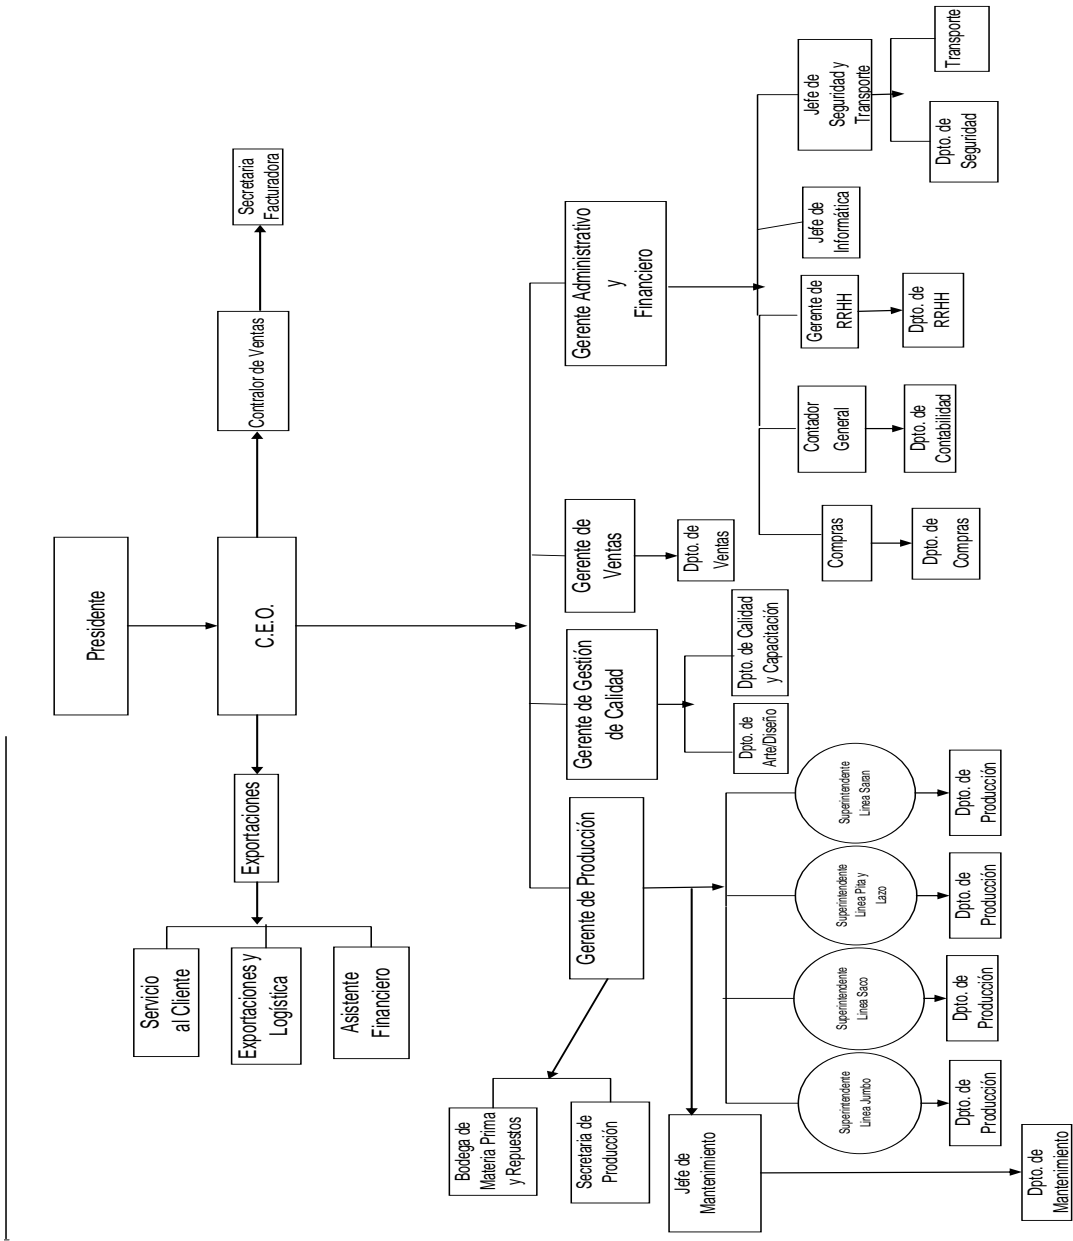 Presidente
C.E.O.
Servicio
al Cliente
Exportaciones y
Logística
Asistente
Financiero
Exportaciones
Contralor de Ventas
Secretaria
Facturadora
Gerente de Producción
Gerente de Gestión
de Calidad
Gerente de
Ventas
Gerente Administrativo
y
Financiero
Bodega de
Materia Prima
y Repuestos
Secretaria de
Producción
Jefe de
Mantenimiento
Dpto. de
Mantenimiento
Superintendente
Linea Jumbo
Superintendente
Linea Saco
Superintendente
Linea Pita y
Lazo
Superintendente
Linea Saran
Dpto. de
Producción
Dpto. de
Producción
Dpto. de
Producción
Dpto. de
Producción
Dpto. de
Arte/Diseño
Dpto. de Calidad
y Capacitación
Dpto. de
Ventas
Compras
Contador
General
Gerente de
RRHH
Jefe de
Informática
Jefe de
Seguridad y
Transporte
Dpto. de
Compras
Dpto. de
Contabilidad
Dpto. de
RRHH
Dpto. de
Seguridad
Transporte